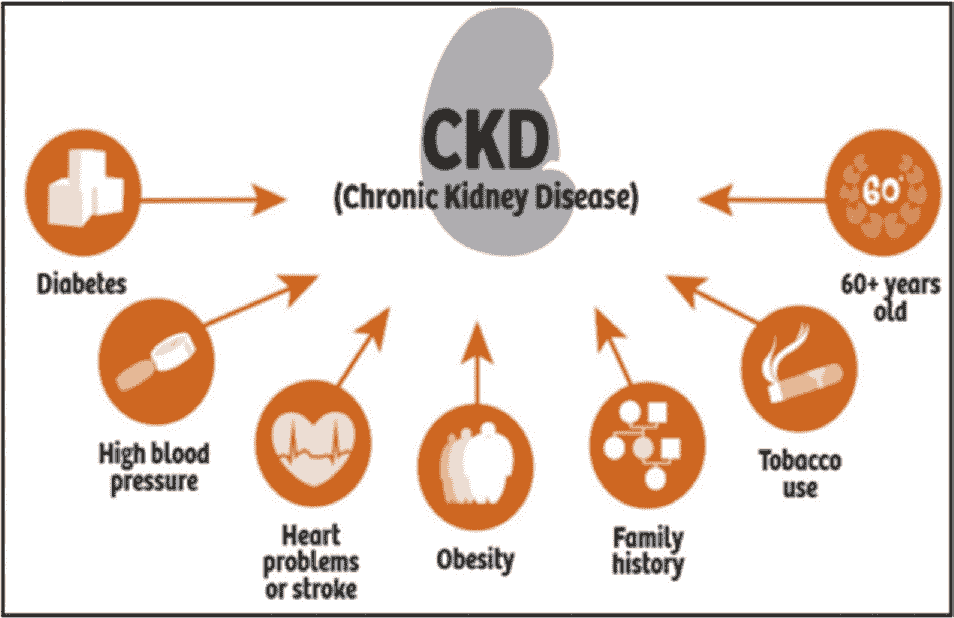 CKD
(Chronic Kidney Disease)
60+
Diabetes
60+ years
old
High blood
pressure
Heart
problems
or stroke
Obesity
Family
history
Tobacco
use